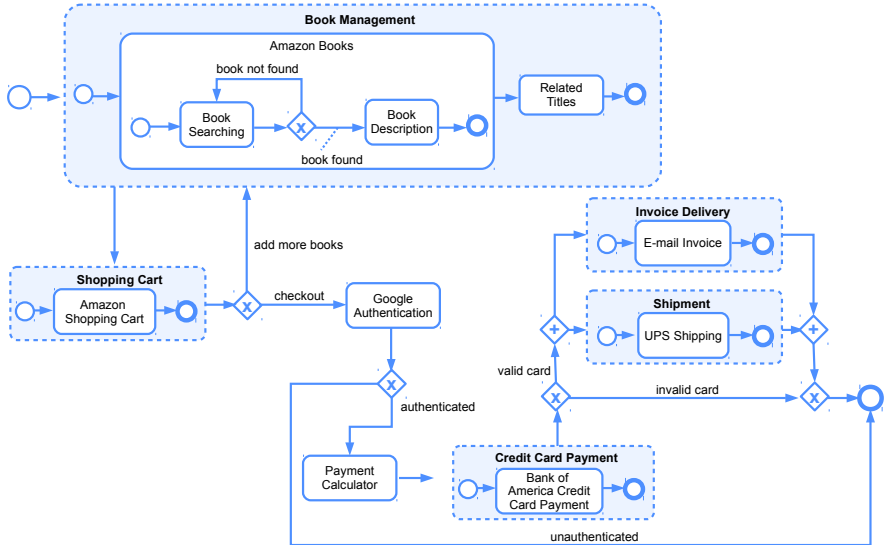 Book Management
Amazon Books
book not found
Book
Searching
X
Book
Description
book found
Related
Titles
add more books
Shopping Cart
Amazon
Shopping Cart
X
checkout
Google
Authentication
X
authenticated
Payment
Calculator
Credit Card Payment
Bank of
America Credit
Card Payment
valid card
X
invalid card
X
+
Invoice Delivery
E-mail Invoice
Shipment
UPS Shipping
+
unauthenticated